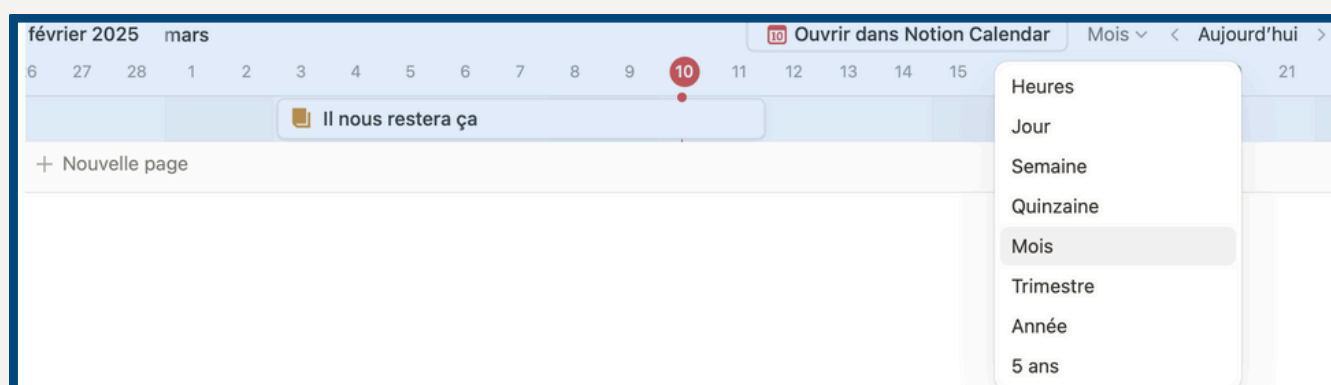 février 2025 mars 10 Ouvrir dans Notion Calendar Mois < Aujourd'hui >
27 28 1 2 3 4 5 6 7 8 9 10 11 12 13 14 15 21
Il nous restera ça
+ Nouvelle page
Heures
Jour
Semaine
Quinzaine
Mois
Trimestre
Année
5 ans